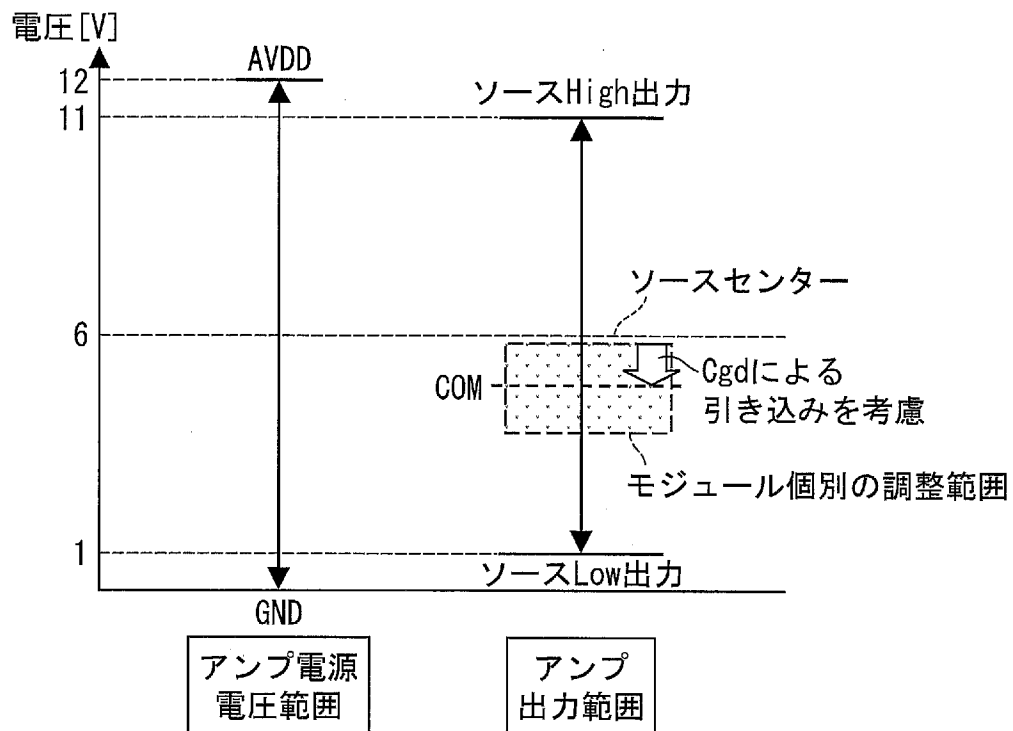 電圧[V]
12
AVDD
11
ソースHigh出力
ソースセンター
6
COM
Cgdによる
引き込みを考慮
モジュール個別の調整範囲
1
ソースLow出力
GND
アンプ電源
電圧範囲
アンプ
出力範囲